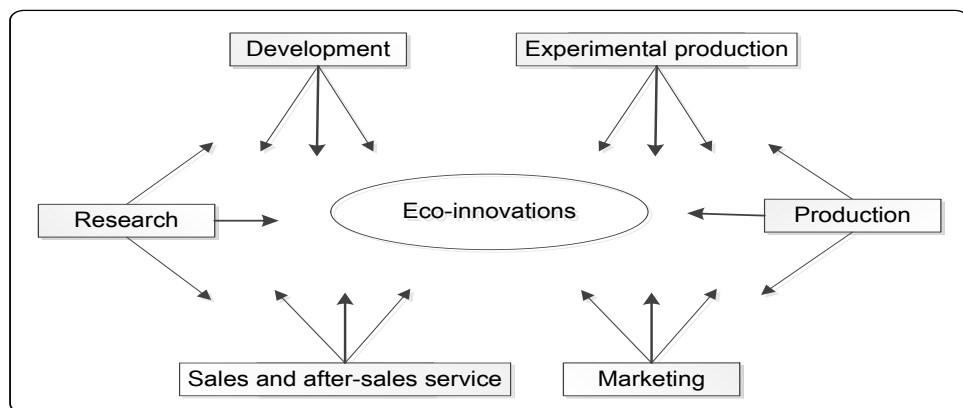 Development
Experimental production
Eco-innovations
Research
Production
Sales and after-sales service
Marketing